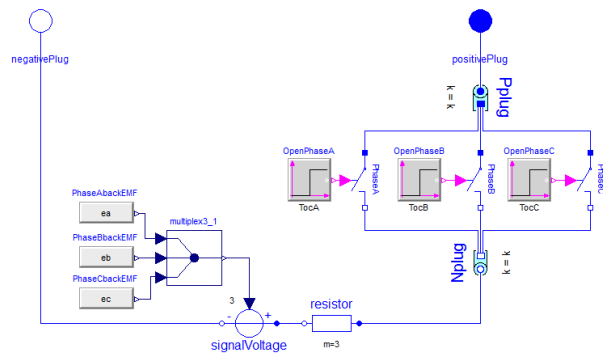 negativePlug
positivePlug
Pplug
k = k
OpenPhaseA
OpenPhaseB
OpenPhaseC
PhaseA
PhaseB
PhaseC
TocA
TocB
TocC
PhaseAbackEMF
ea
multiplex3_1
PhaseBbackEMF
eb
PhaseCbackEMF
ec
Nplug
k = k
3
resistor
- +
m=3
signalVoltage